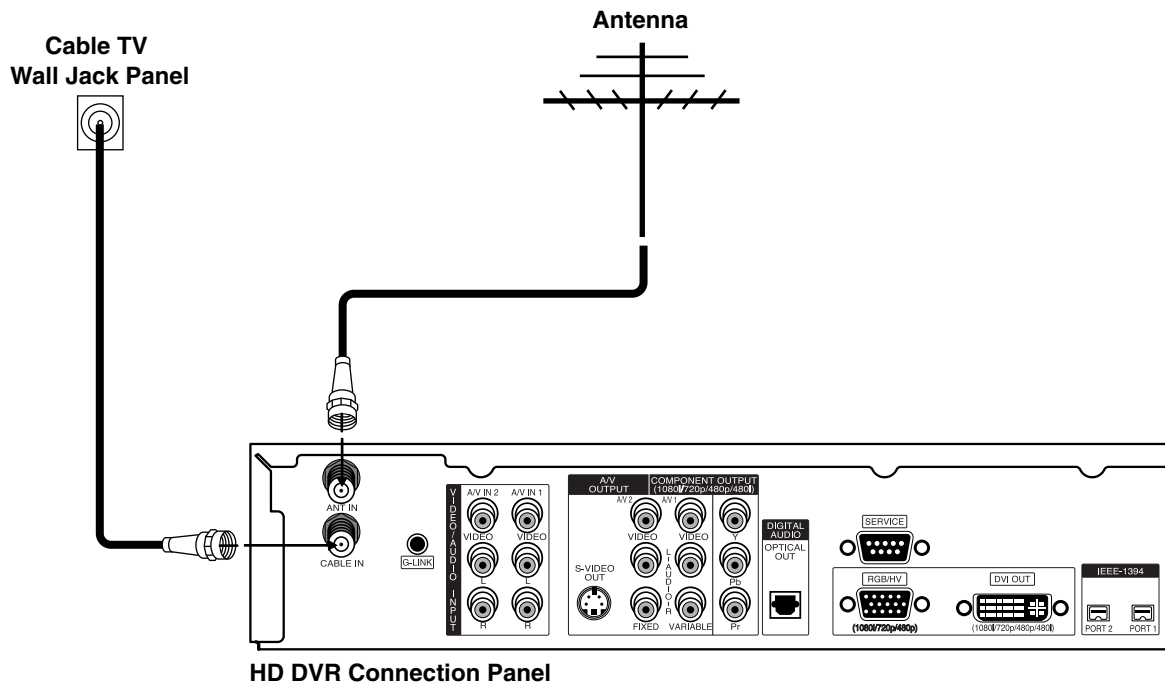 Antenna
Cable TV
Wall Jack Panel
ANT IN
CABLE IN
G-LINK
VIDEO/AUDIO INPUT
A/V IN 2
A/V IN 1
VIDEO
VIDEO
L
L
R
R
A/V
OUTPUT
COMPONENT OUTPUT
(1080I/720p/480p/480I)
A/V 2
A/V 1
VIDEO
VIDEO
Y
S-VIDEO
OUT
L-AUDIO-R
Pb
FIXED
VARIABLE
Pr
DIGITAL
AUDIO
OPTICAL
OUT
SERVICE
RGB/HV
(1080I/720p/480p)
DVI OUT
(1080I/720p/480p/480I)
IEEE-1394
PORT 2
PORT 1
HD DVR Connection Panel